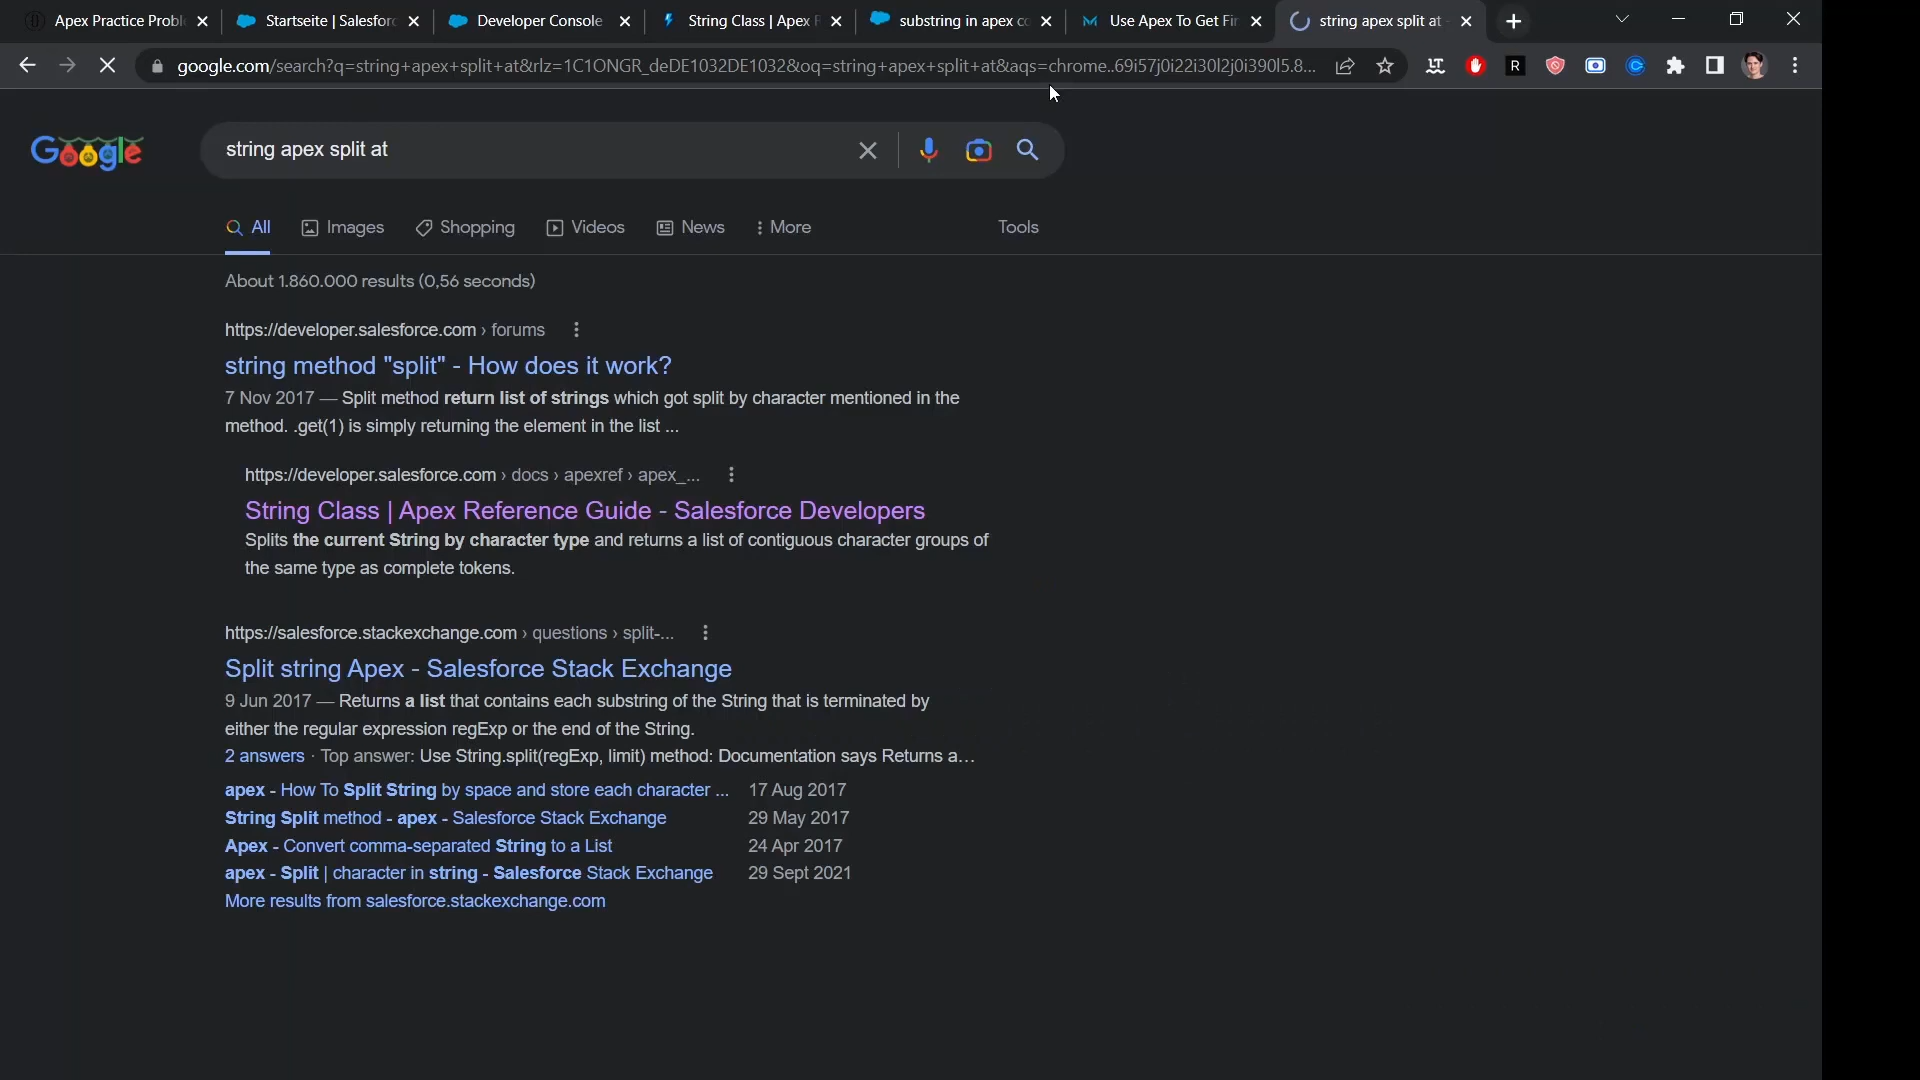 Apex Practice Probl
Startseite | Salesforc
Developer Console
String Class | Apex R
substring in apex co
Use Apex To Get Fir
string apex split at
google.com/search?q=string+apex+split+at&rlz=1C1ONGR_deDE1032DE1032&oq=string+apex+split+at&aqs=chrome..69i57j0i22i30l2j0i390l5.8...
Google
string apex split at
All
Images
Shopping
Videos
News
More
Tools
About 1.860.000 results (0,56 seconds)
https://developer.salesforce.com › forums
string method "split" - How does it work?
7 Nov 2017 — Split method return list of strings which got split by character mentioned in the
method. .get(1) is simply returning the element in the list ...
https://developer.salesforce.com › docs › apexref › apex_...
String Class | Apex Reference Guide - Salesforce Developers
Splits the current String by character type and returns a list of contiguous character groups of
the same type as complete tokens.
https://salesforce.stackexchange.com › questions › split-...
Split string Apex - Salesforce Stack Exchange
9 Jun 2017 — Returns a list that contains each substring of the String that is terminated by
either the regular expression regExp or the end of the String.
2 answers · Top answer: Use String.split(regExp, limit) method: Documentation says Returns a...
apex - How To Split String by space and store each character ... 17 Aug 2017
String Split method - apex - Salesforce Stack Exchange 29 May 2017
Apex - Convert comma-separated String to a List 24 Apr 2017
apex - Split | character in string - Salesforce Stack Exchange 29 Sept 2021
More results from salesforce.stackexchange.com